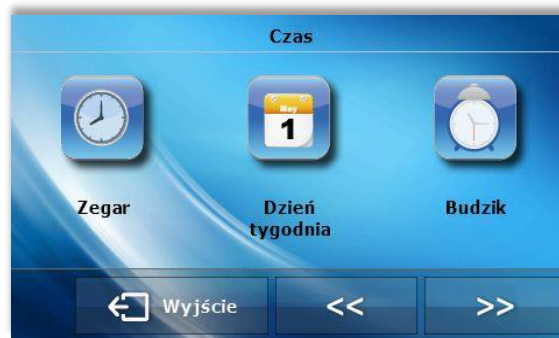 Czas
May
1
Zegar
Dzień
tygodnia
Budzik
Wyjście
<<
>>